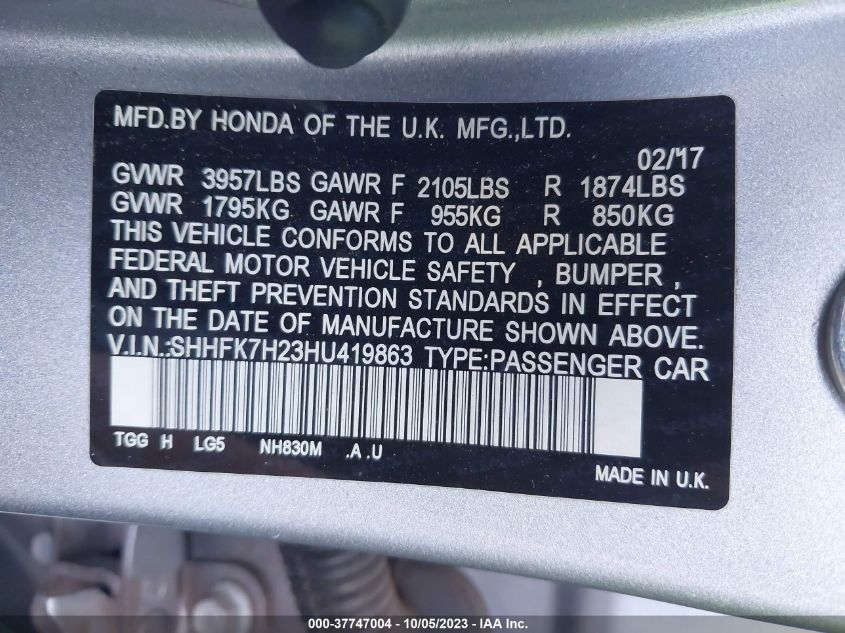 MFD.BY HONDA OF THE U.K. MFG.,LTD.
02/17
GVWR 3957LBS GAWR F 2105LBS R 1874LBS
GVWR 1795KG GAWR F 955KG R 850KG
THIS VEHICLE CONFORMS TO ALL APPLICABLE
FEDERAL MOTOR VEHICLE SAFETY , BUMPER ,
AND THEFT PREVENTION STANDARDS IN EFFECT
ON THE DATE OF MANUFACTURE SHOWN ABOVE.
V.I.N.:SHHFK7H23HU419863 TYPE:PASSENGER CAR
TGG H LG5 NH830M .A .U
MADE IN U.K.
000-37747004 - 10/05/2023 - IAA Inc.